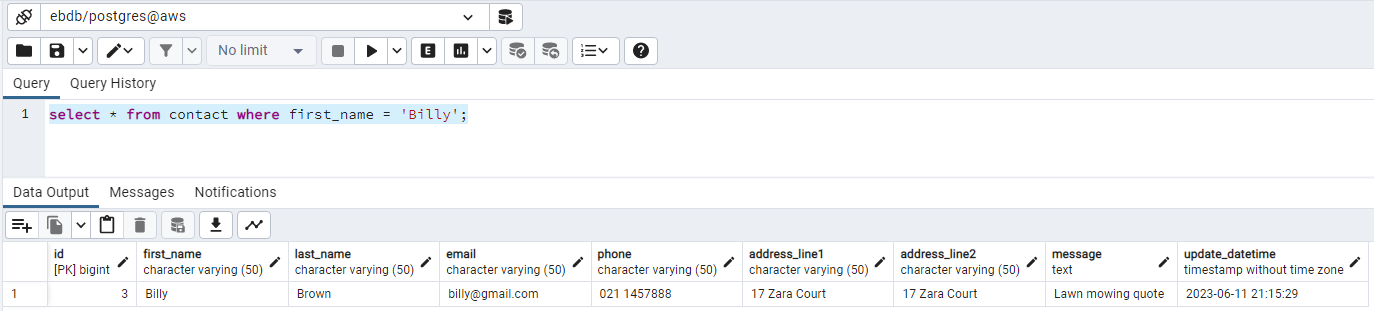 ebdb/postgres@aws
No limit
E
Query Query History
1 select * from contact where first_name = 'Billy';
Data Output Messages Notifications
id first_name last_name email phone address_line1 address_line2 message update_datetime
[PK] bigint character varying (50) character varying (50) character varying (50) character varying (50) character varying (50) character varying (50) text timestamp without time zone
1 3 Billy Brown billy@gmail.com 021 1457888 17 Zara Court 17 Zara Court Lawn mowing quote 2023-06-11 21:15:29